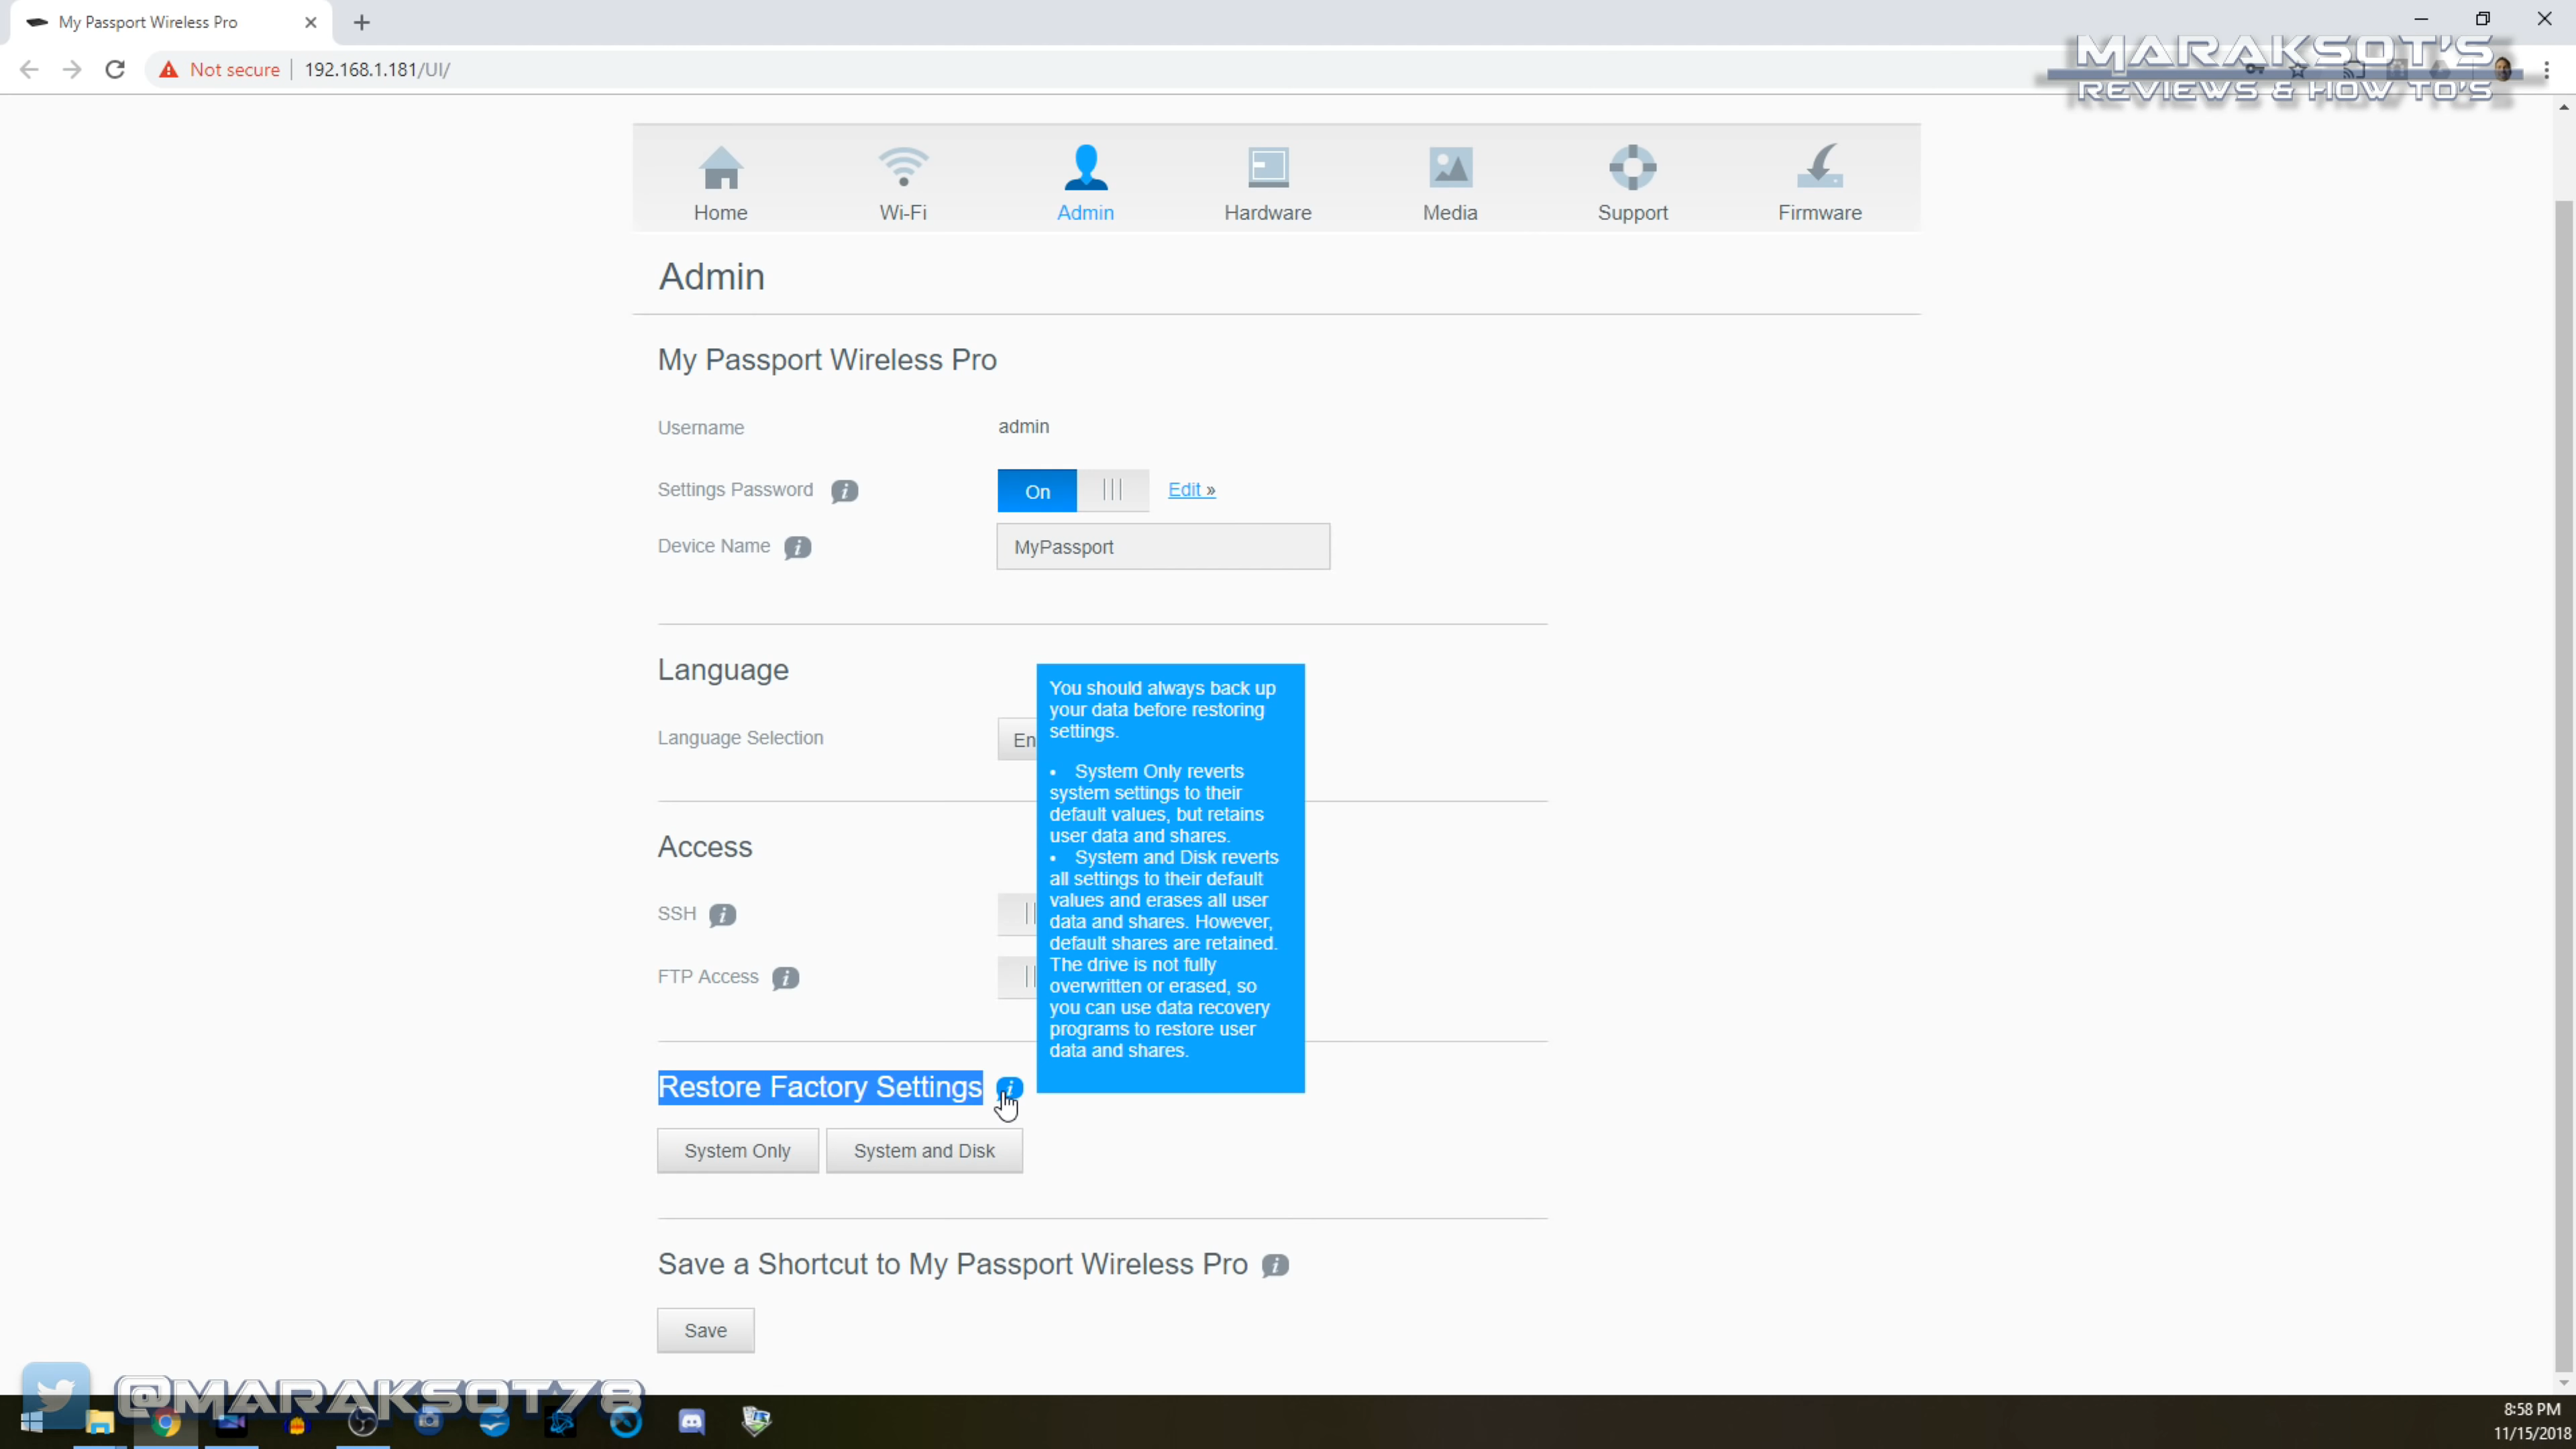 My Passport Wireless Pro
Not secure 192.168.1.181/UI/
MARAKSOT'S
REVIEWS & HOW TO'S
Home Wi-Fi Admin Hardware Media Support Firmware
Admin
My Passport Wireless Pro
Username admin
Settings Password i On Edit »
Device Name i MyPassport
Language
Language Selection En
Access
SSH i
FTP Access i
You should always back up
your data before restoring
settings.
• System Only reverts
system settings to their
default values, but retains
user data and shares.
• System and Disk reverts
all settings to their default
values and erases all user
data and shares. However,
default shares are retained.
The drive is not fully
overwritten or erased, so
you can use data recovery
programs to restore user
data and shares.
Restore Factory Settings i
System Only System and Disk
Save a Shortcut to My Passport Wireless Pro i
Save
@MARAKSOT78
8:58 PM
11/15/2018